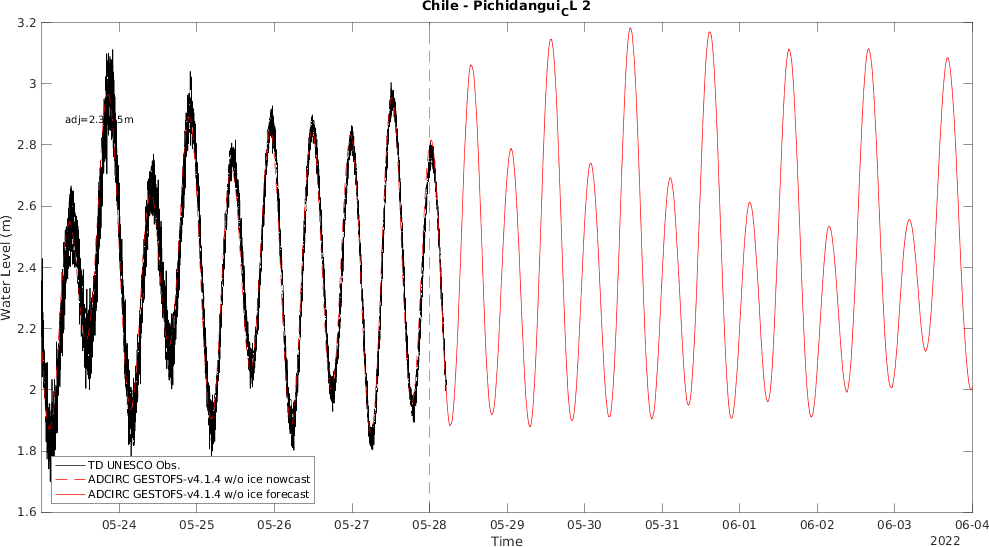 Chile - Pichidangui_CL 2
3.2
3
2.8
2.6
2.4
2.2
2
1.8
1.6
Water Level (m)
TD UNESCO Obs.
ADCIRC GESTOFS-v4.1.4 w/o ice nowcast
ADCIRC GESTOFS-v4.1.4 w/o ice forecast
05-24 05-25 05-26 05-27 05-28 05-29 05-30 05-31 06-01 06-02 06-03 06-04
Time
2022